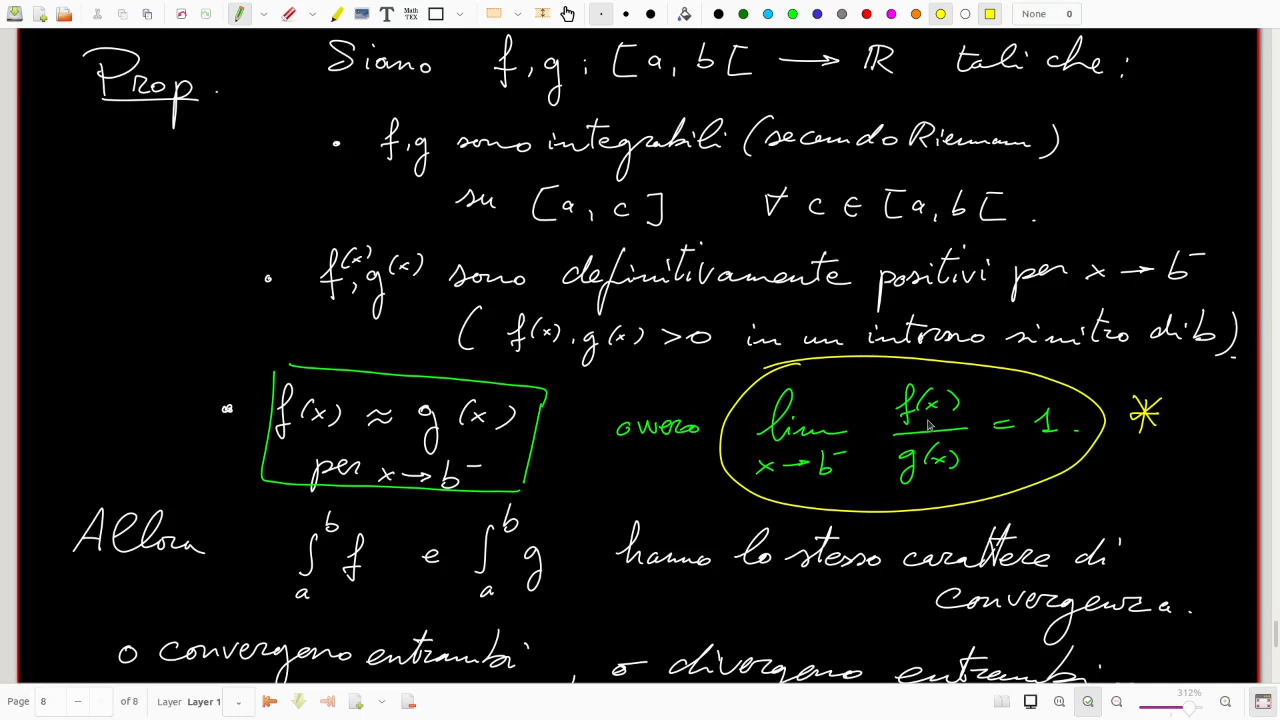 None 0
Prop. Siano f, g : [a, b[ → ℝ tali che:
• f, g sono integrabili (secondo Riemann)
su [a, c] ∀ c ∈ [a, b[ .
• f(x), g(x) sono definitivamente positivi per x → b⁻
( f(x), g(x) > 0 in un intorno sinitro di b ).
• f(x) ≈ g(x) ovvero lim f(x)/g(x) = 1. *
per x → b⁻ x → b⁻
Allora ∫ₐᵇ f e ∫ₐᵇ g hanno lo stesso carattere di
convergenza.
o convergono entrambi, o divergono entrambi
Page 8 of 8 Layer Layer 1 312%